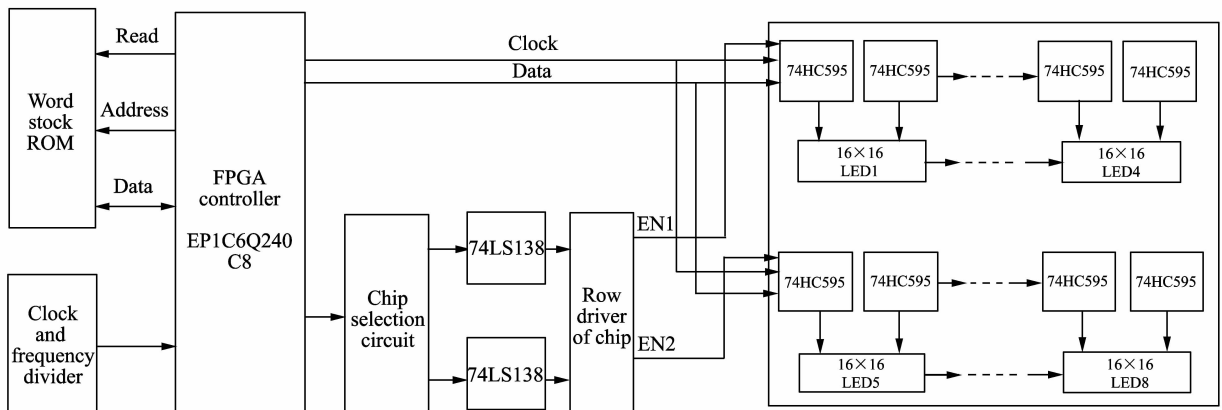 Read
Address
Data
Word
stock
ROM
Clock
and
frequency
divider
FPGA
controller
EP1C6Q240
C8
Clock
Data
Chip
selection
circuit
74LS138
74LS138
Row
driver
of chip
EN1
EN2
74HC595
74HC595
74HC595
74HC595
16×16
LED1
16×16
LED4
74HC595
74HC595
74HC595
74HC595
16×16
LED5
16×16
LED8